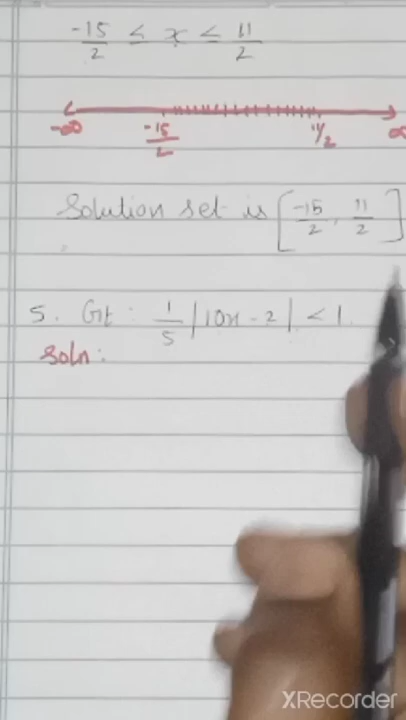 -15/2 ≤ x ≤ 11/2
-∞ -15/2 11/2 ∞
Solution set is [-15/2, 11/2]
5. Gt: 1/5 |10x - 2| < 1.
Soln:
XRecorder